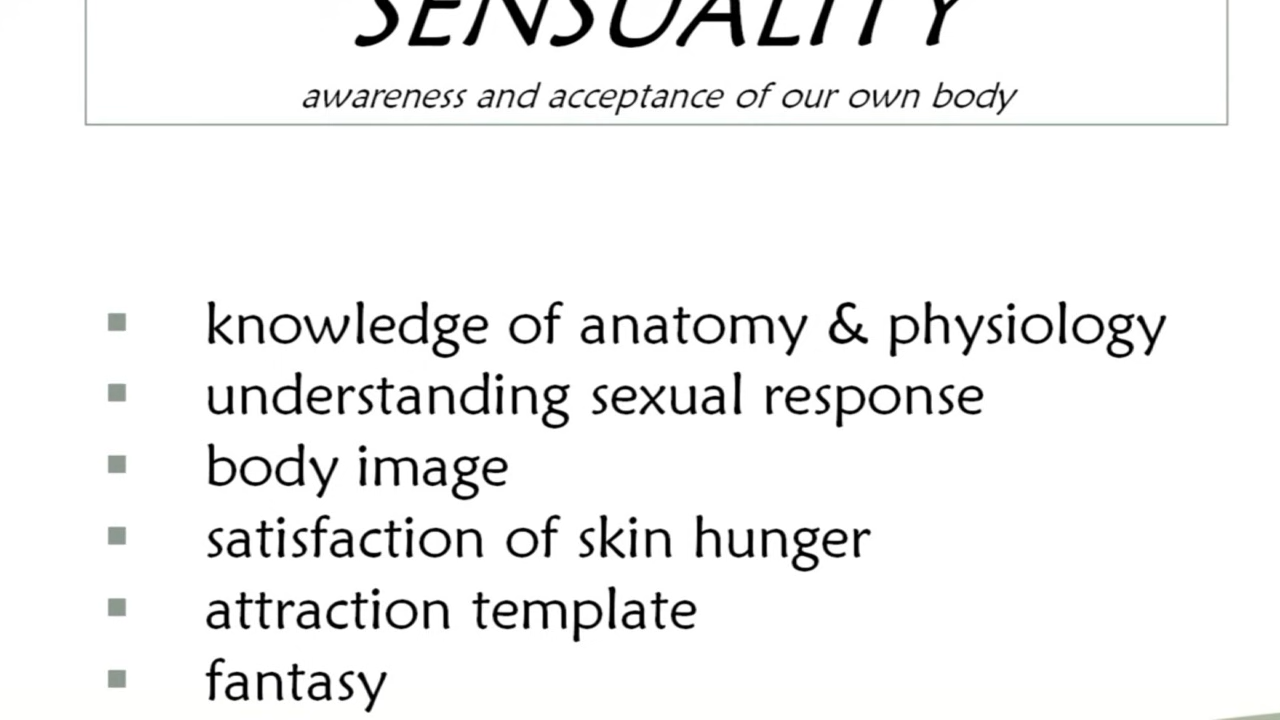 SENSUALITY
awareness and acceptance of our own body
knowledge of anatomy & physiology
understanding sexual response
body image
satisfaction of skin hunger
attraction template
fantasy